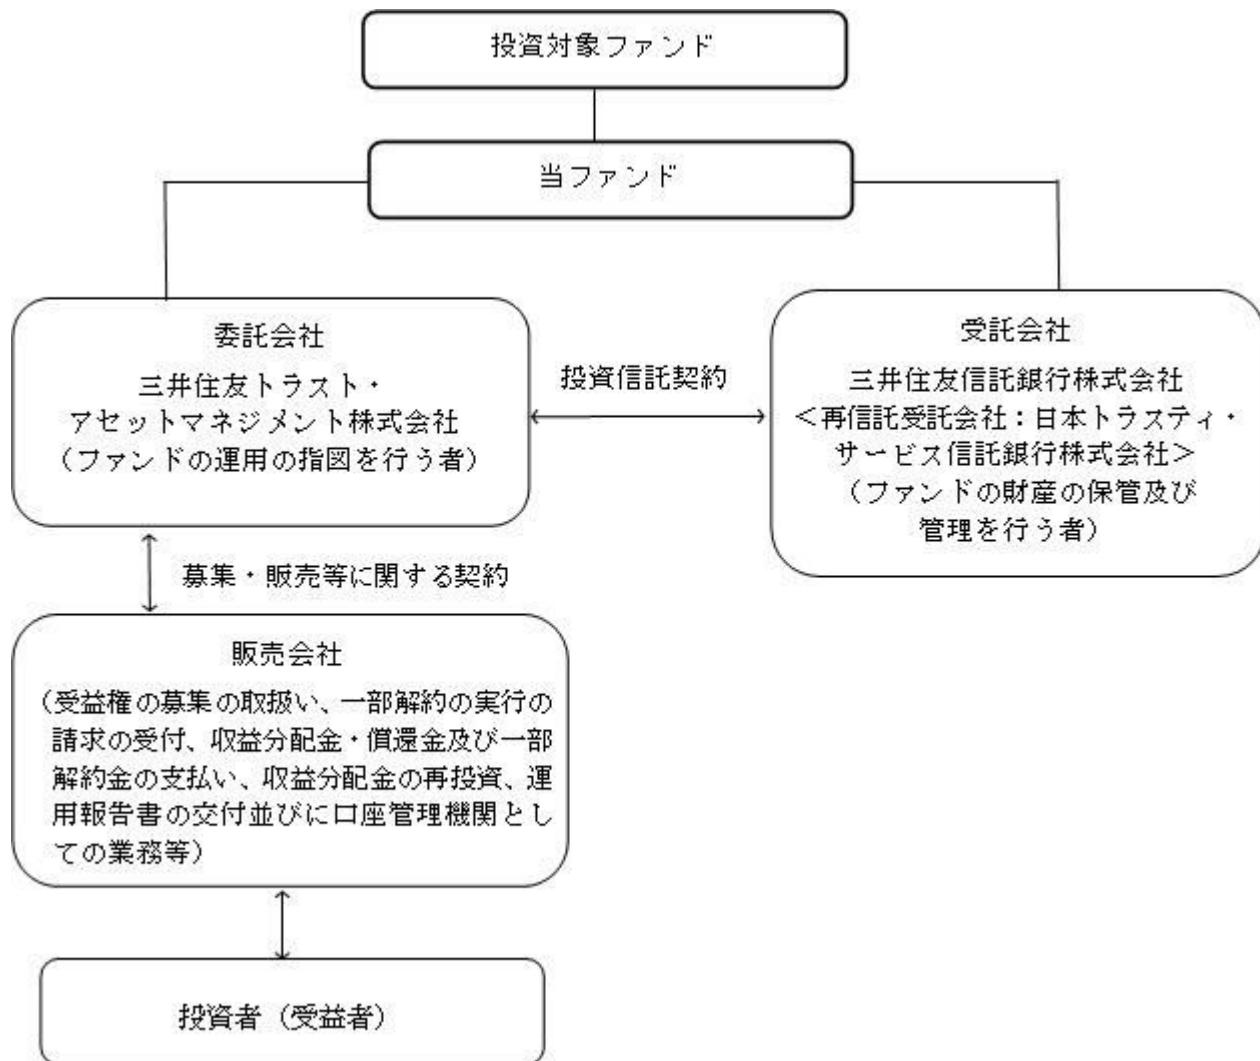 投資対象ファンド
当ファンド
委託会社
三井住友トラスト・
アセットマネジメント株式会社
（ファンドの運用の指図を行う者）
投資信託契約
受託会社
三井住友信託銀行株式会社
＜再信託受託会社：日本トラスティ・
サービス信託銀行株式会社＞
（ファンドの財産の保管及び
管理を行う者）
募集・販売等に関する契約
販売会社
（受益権の募集の取扱い、一部解約の実行の
請求の受付、収益分配金・償還金及び一部
解約金の支払い、収益分配金の再投資、運
用報告書の交付並びに口座管理機関とし
ての業務等）
投資者（受益者）